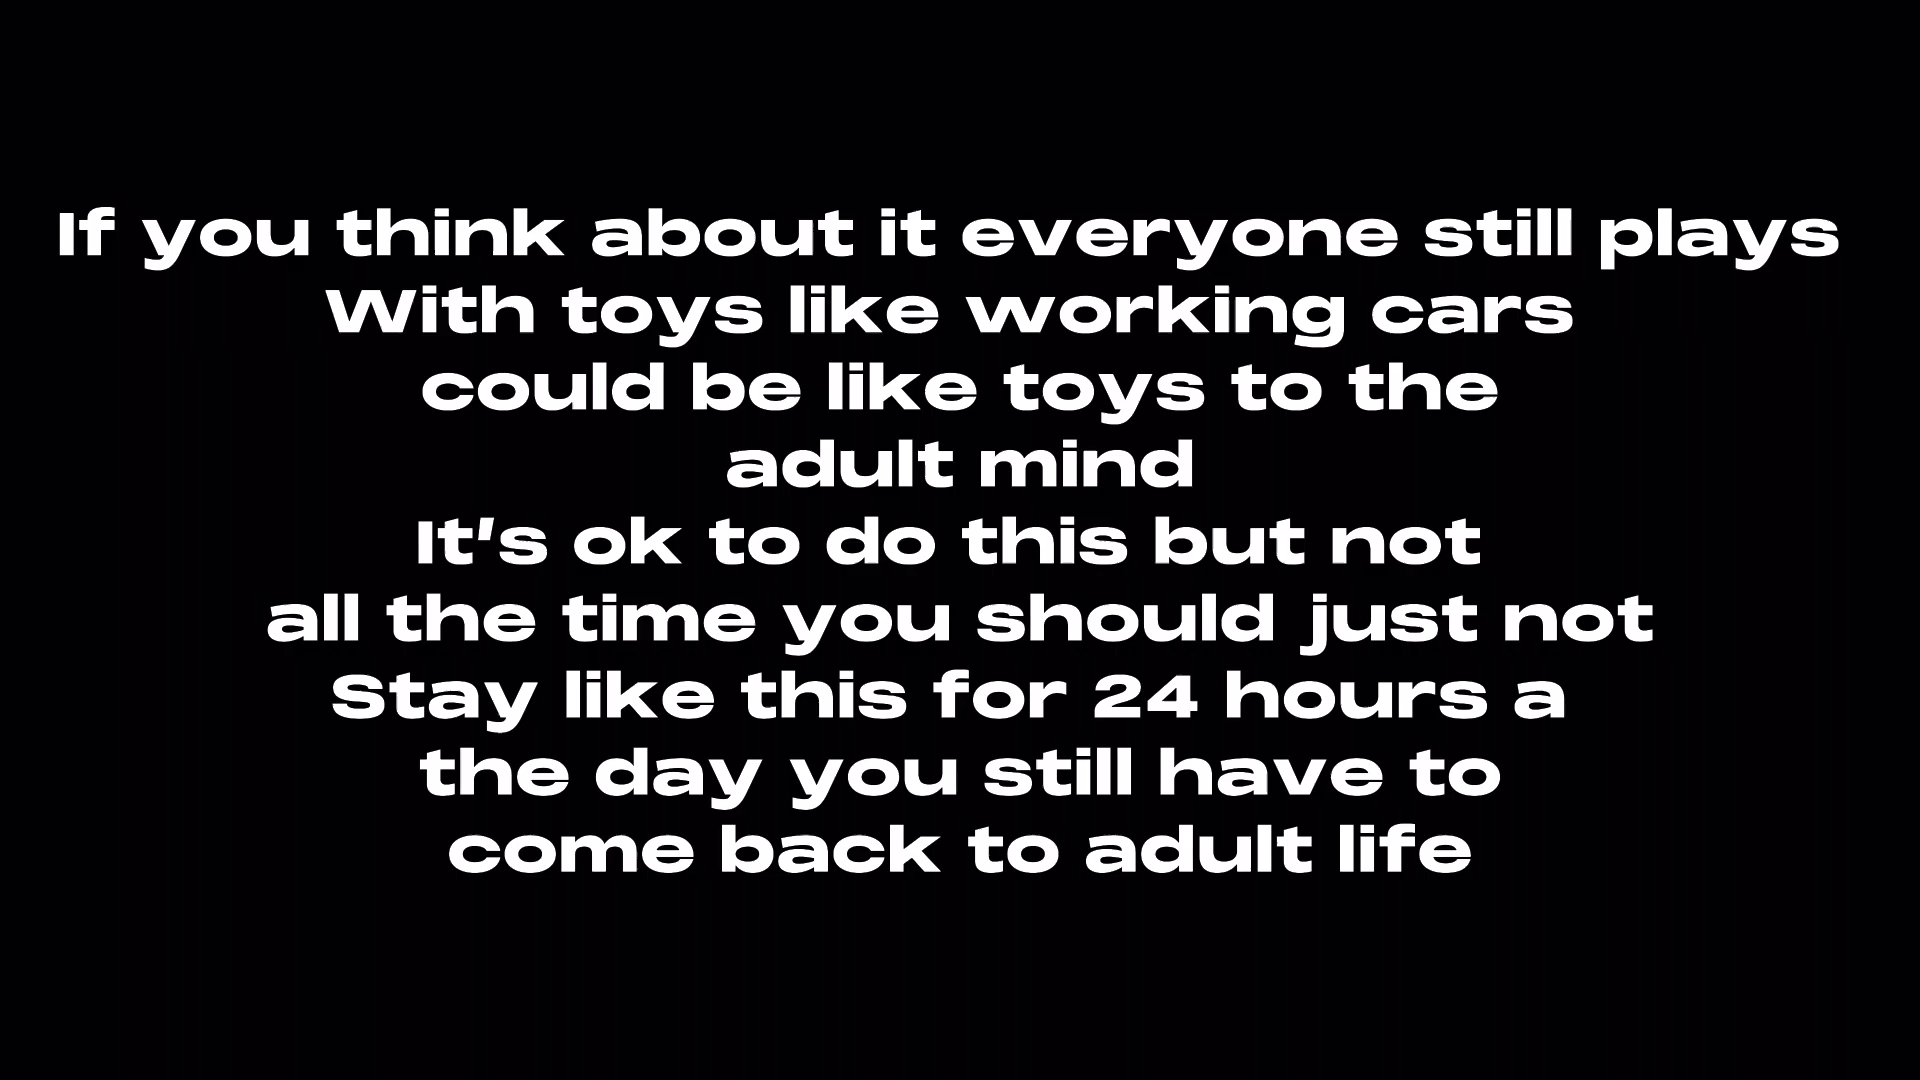 If you think about it everyone still plays
With toys like working cars
could be like toys to the
adult mind
It's ok to do this but not
all the time you should just not
Stay like this for 24 hours a
the day you still have to
come back to adult life